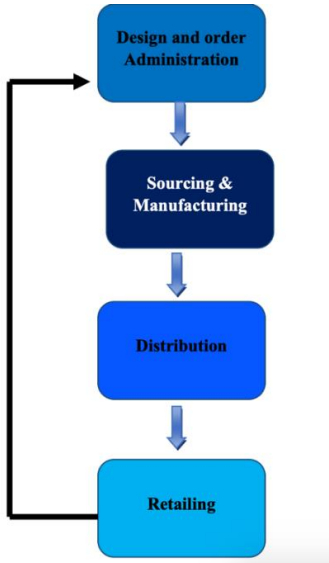 Design and order
Administration
Sourcing &
Manufacturing
Distribution
Retailing